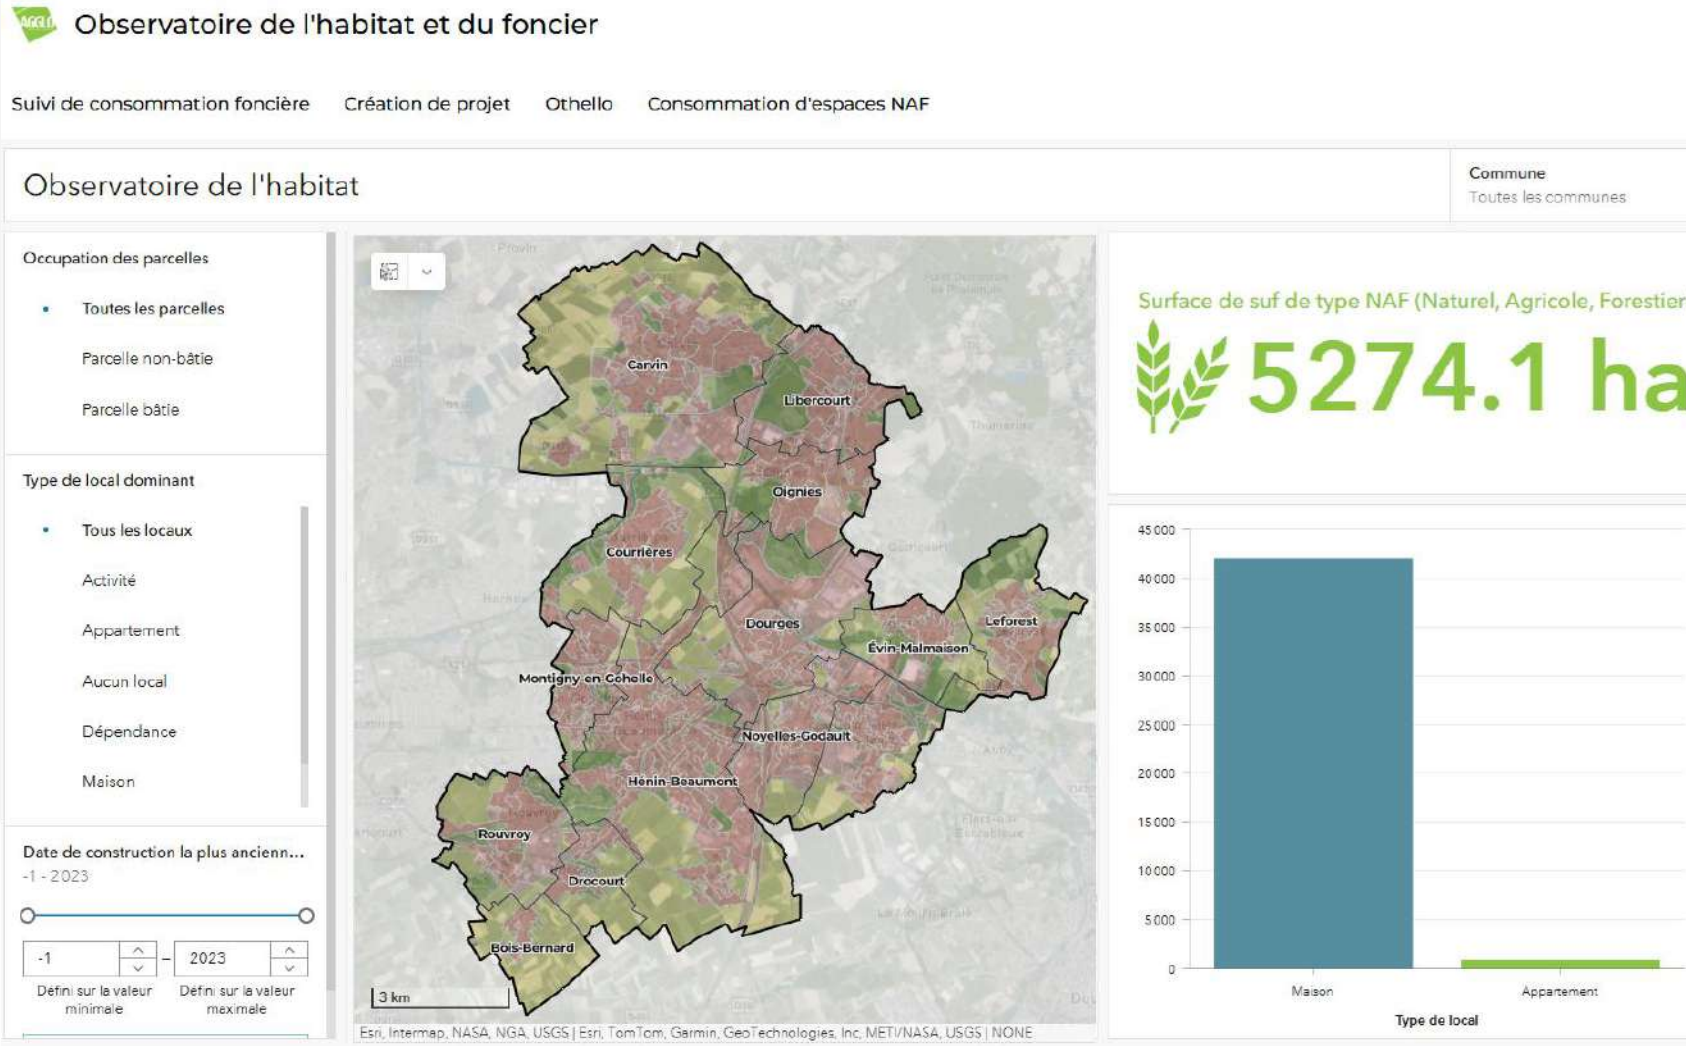 AGGLO
Observatoire de l'habitat et du foncier
Suivi de consommation foncière
Création de projet
Othello
Consommation d'espaces NAF
Observatoire de l'habitat
Commune
Toutes les communes
Occupation des parcelles
Toutes les parcelles
Parcelle non-bâtie
Parcelle bâtie
Type de local dominant
Tous les locaux
Activité
Appartement
Aucun local
Dépendance
Maison
Date de construction la plus ancienn...
-1 - 2023
-1
–
2023
Défini sur la valeur
minimale
Défini sur la valeur
maximale
Provin
Carvin
Libercourt
Thumeries
Oignies
Courrières
Dourges
Leforest
Évin-Malmaison
Montigny en Gohelle
Noyelles-Godault
Hénin-Beaumont
Rouvroy
Drocourt
Bois-Bernard
3 km
Esri, Intermap, NASA, NGA, USGS | Esri, TomTom, Garmin, GeoTechnologies, Inc, METI/NASA, USGS | NONE
Surface de suf de type NAF (Naturel, Agricole, Forestier
5274.1 ha
45 000
40 000
35 000
30 000
25 000
20 000
15 000
10 000
5 000
0
Maison
Appartement
Type de local